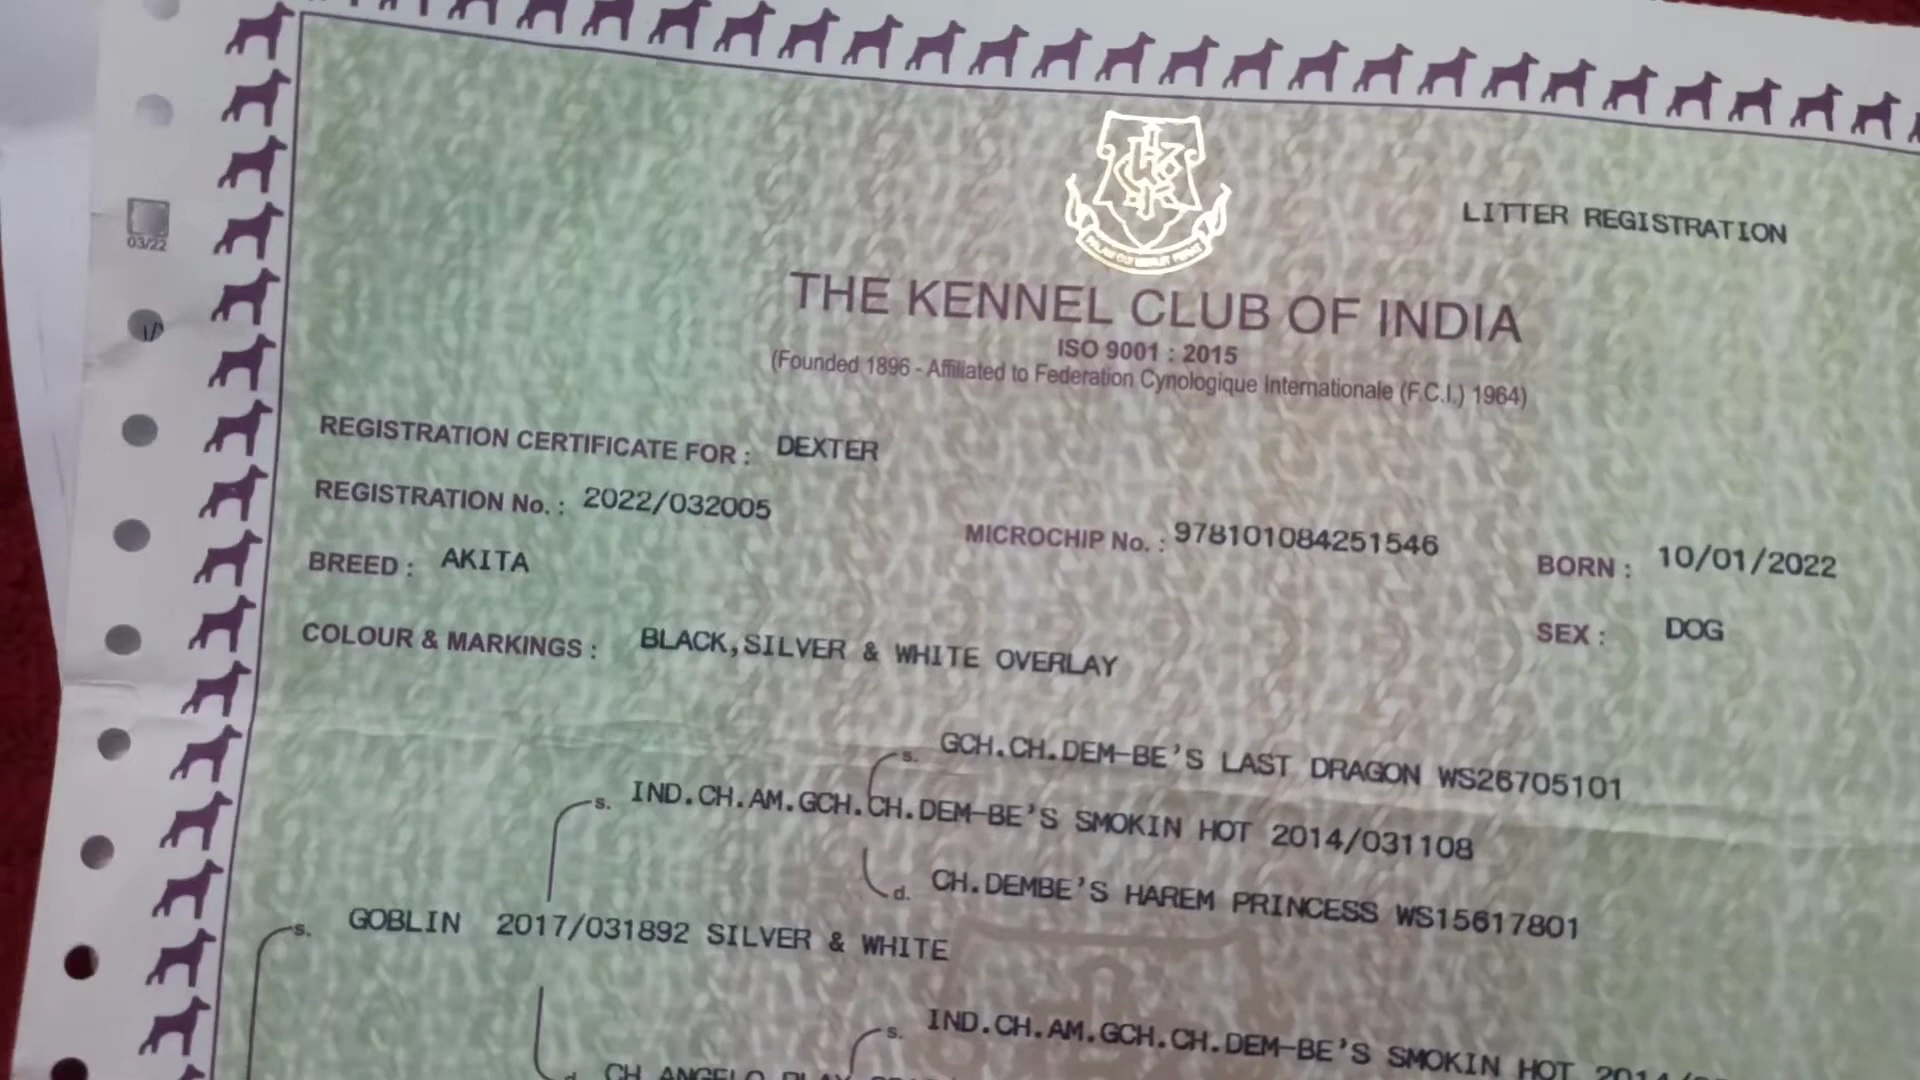 LITTER REGISTRATION
03/22
THE KENNEL CLUB OF INDIA
ISO 9001 : 2015
(Founded 1896 - Affiliated to Federation Cynologique Internationale (F.C.I.) 1964)
REGISTRATION CERTIFICATE FOR : DEXTER
REGISTRATION No. : 2022/032005
MICROCHIP No. : 978101084251546
BORN : 10/01/2022
BREED : AKITA
SEX : DOG
COLOUR & MARKINGS : BLACK,SILVER & WHITE OVERLAY
s. GCH.CH.DEM-BE'S LAST DRAGON WS26705101
s. IND.CH.AM.GCH.CH.DEM-BE'S SMOKIN HOT 2014/031108
d. CH.DEMBE'S HAREM PRINCESS WS15617801
s. GOBLIN 2017/031892 SILVER & WHITE
s. IND.CH.AM.GCH.CH.DEM-BE'S SMOKIN HOT
d. CH ANGELO